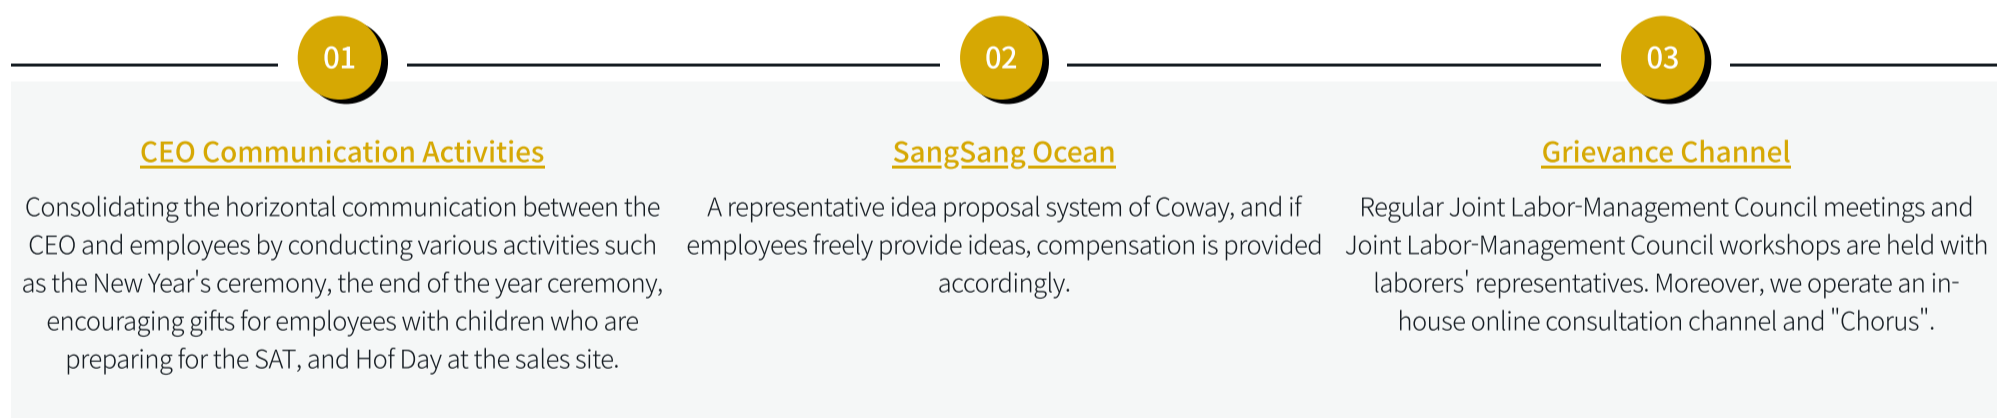 01
CEO Communication Activities
Consolidating the horizontal communication between the
CEO and employees by conducting various activities such
as the New Year's ceremony, the end of the year ceremony,
encouraging gifts for employees with children who are
preparing for the SAT, and Hof Day at the sales site.
02
SangSang Ocean
A representative idea proposal system of Coway, and if
employees freely provide ideas, compensation is provided
accordingly.
03
Grievance Channel
Regular Joint Labor-Management Council meetings and
Joint Labor-Management Council workshops are held with
laborers' representatives. Moreover, we operate an in-
house online consultation channel and "Chorus".